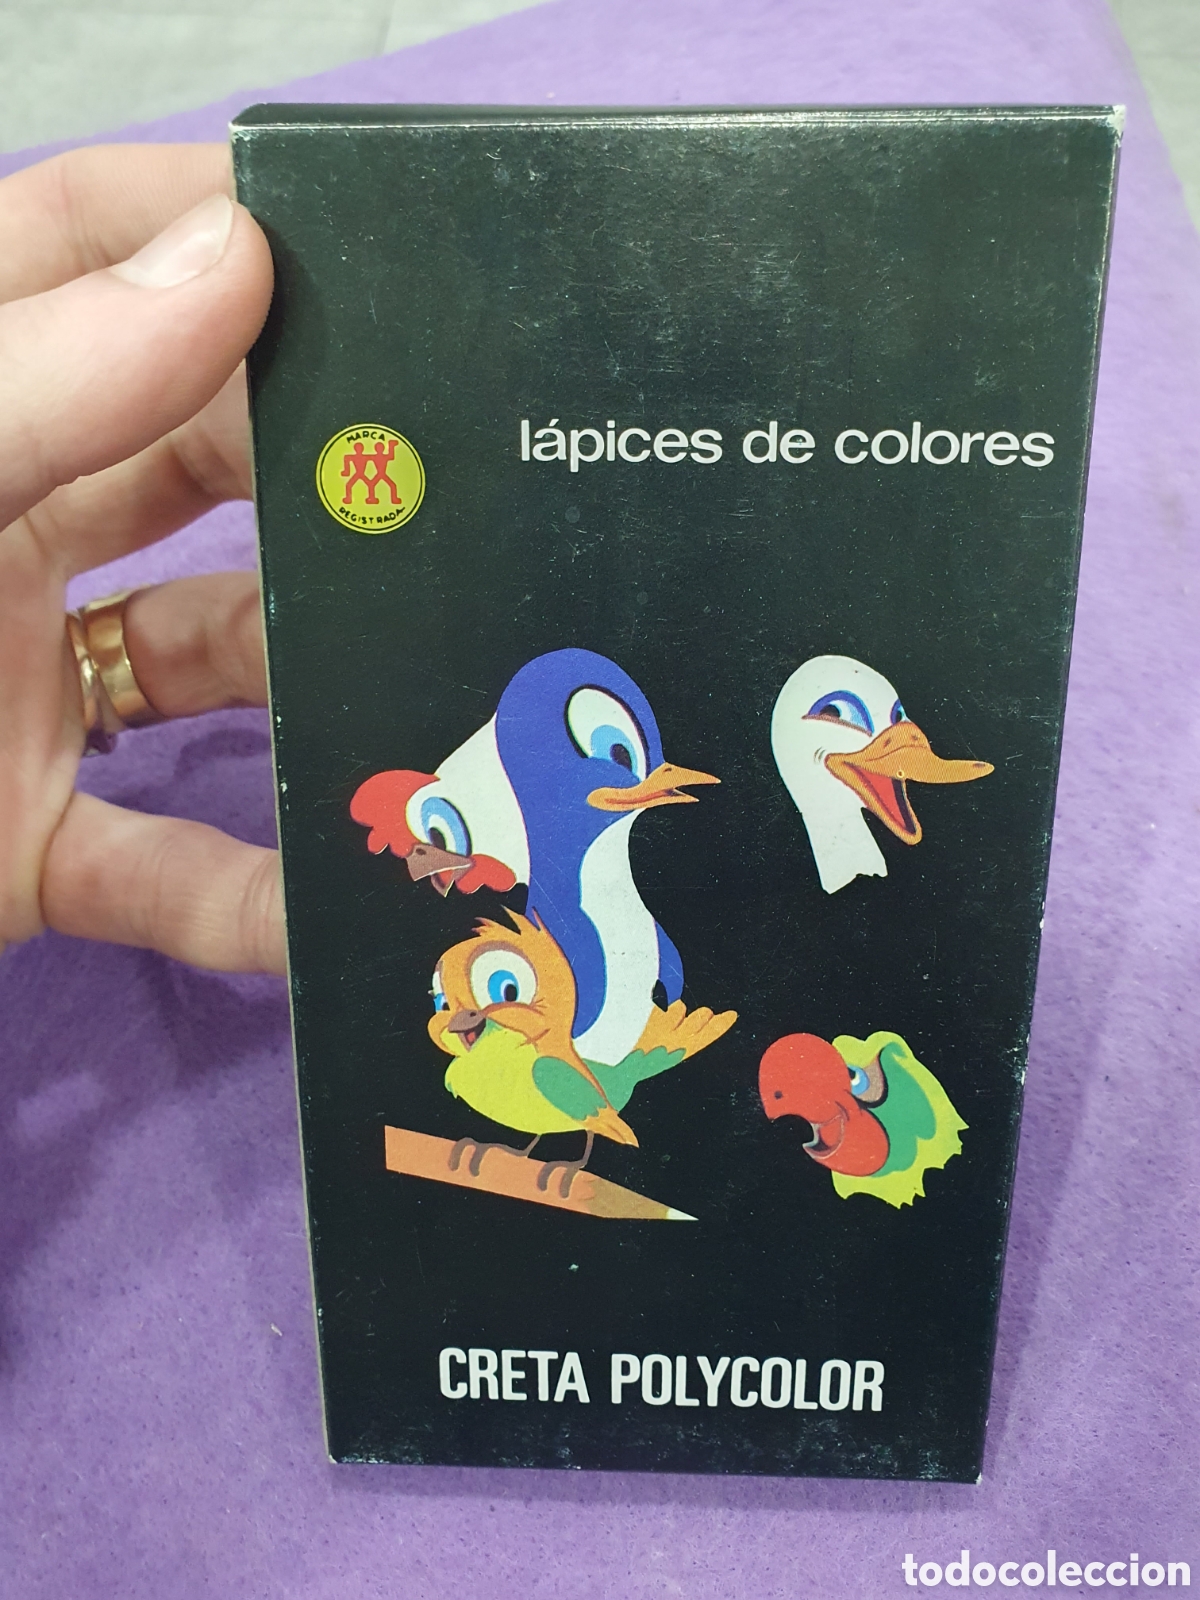 lápices de colores
MARCA
REGISTRADA
CRETA POLYCOLOR
todocoleccion